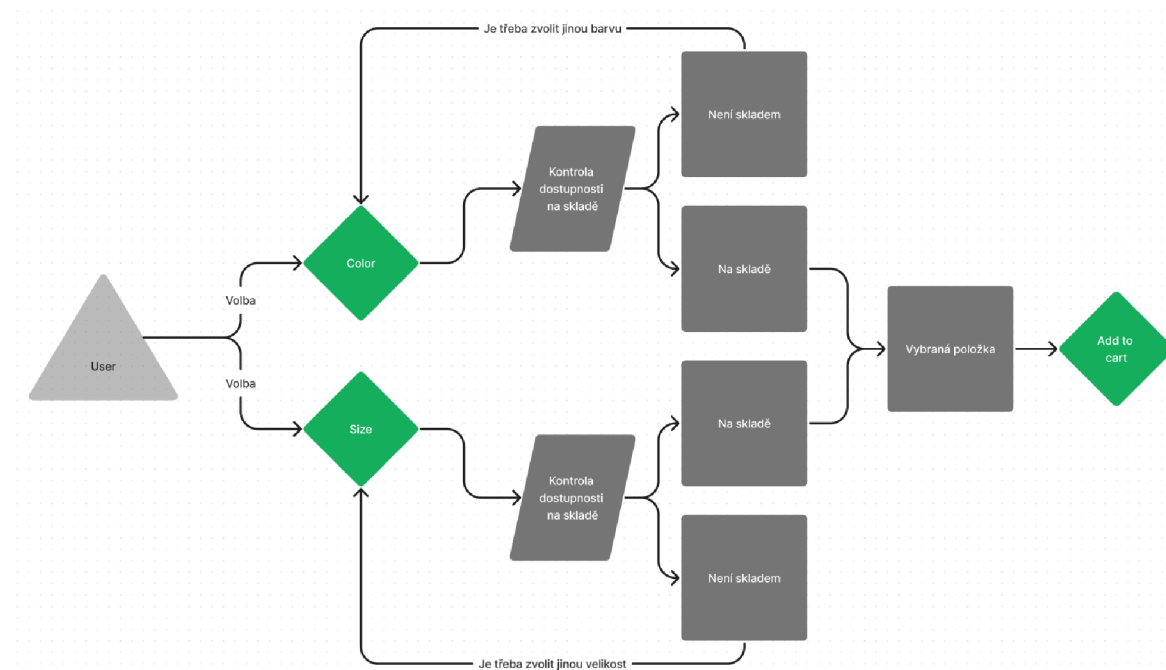 Je třeba zvolit jinou barvu
Není skladem
Kontrola
dostupnosti
na skladě
Color
Na skladě
Volba
User
Vybraná položka
Add to
cart
Volba
Size
Na skladě
Kontrola
dostupnosti
na skladě
Není skladem
Je třeba zvolit jinou velikost